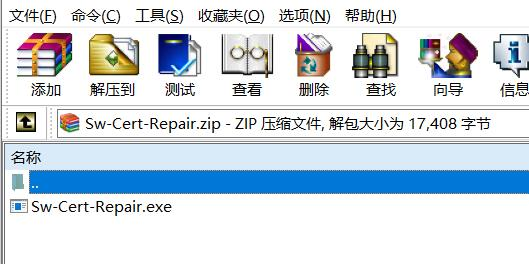 文件(F) 命令(C) 工具(S) 收藏夹(O) 选项(N) 帮助(H)
添加 解压到 测试 查看 删除 查找 向导 信息
Sw-Cert-Repair.zip - ZIP 压缩文件, 解包大小为 17,408 字节
名称
..
Sw-Cert-Repair.exe